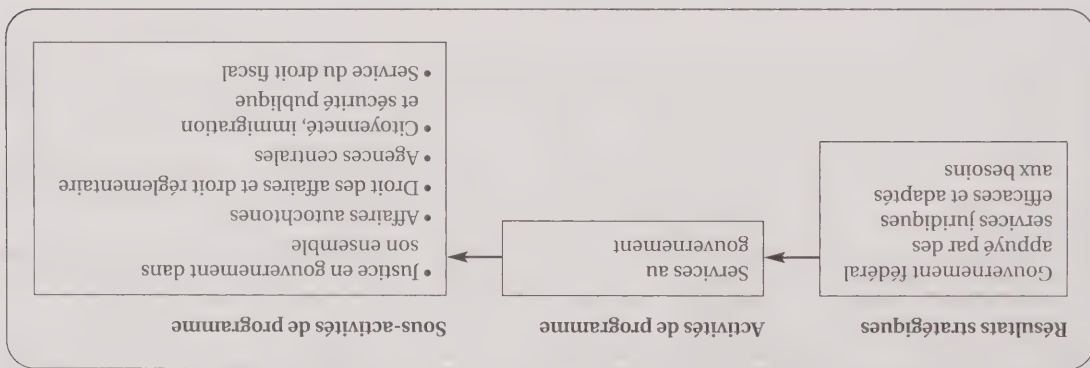 Résultats stratégiques
Gouvernement fédéral
appuyé par des
services juridiques
efficaces et adaptés
aux besoins
Activités de programme
Services au
gouvernement
Sous-activités de programme
• Justice en gouvernement dans
son ensemble
• Affaires autochtones
• Droit des affaires et droit réglementaire
• Agences centrales
• Citoyenneté, immigration
et sécurité publique
• Service du droit fiscal